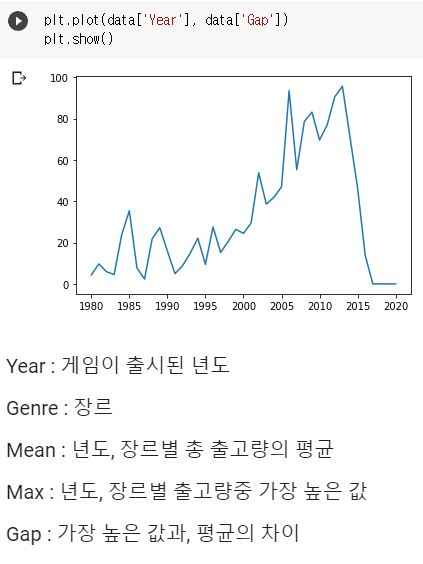 plt.plot(data['Year'], data['Gap'])
plt.show()
100
80
60
40
20
0
1980 1985 1990 1995 2000 2005 2010 2015 2020
Year : 게임이 출시된 년도
Genre : 장르
Mean : 년도, 장르별 총 출고량의 평균
Max : 년도, 장르별 출고량중 가장 높은 값
Gap : 가장 높은 값과, 평균의 차이